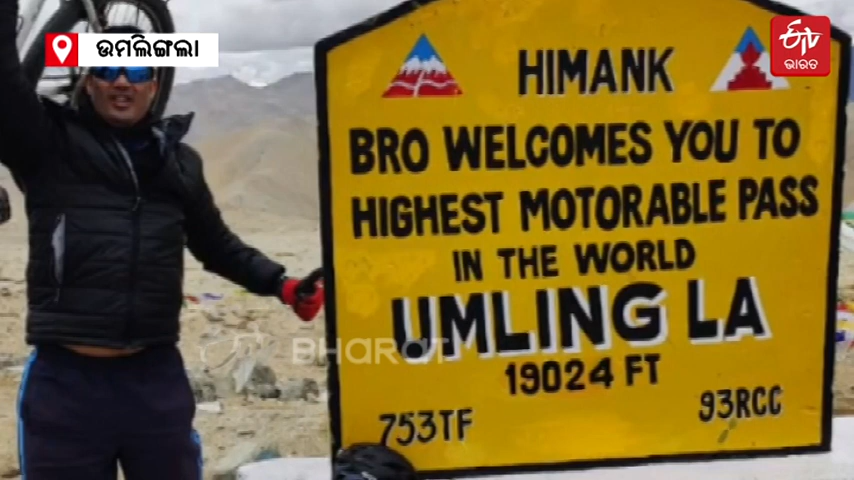 ଉମଲିଙ୍ଗଲା
ETV
ଭାରତ
HIMANK
BRO WELCOMES YOU TO
HIGHEST MOTORABLE PASS
IN THE WORLD
UMLING LA
19024 FT
753TF 93RCC
BHARAT